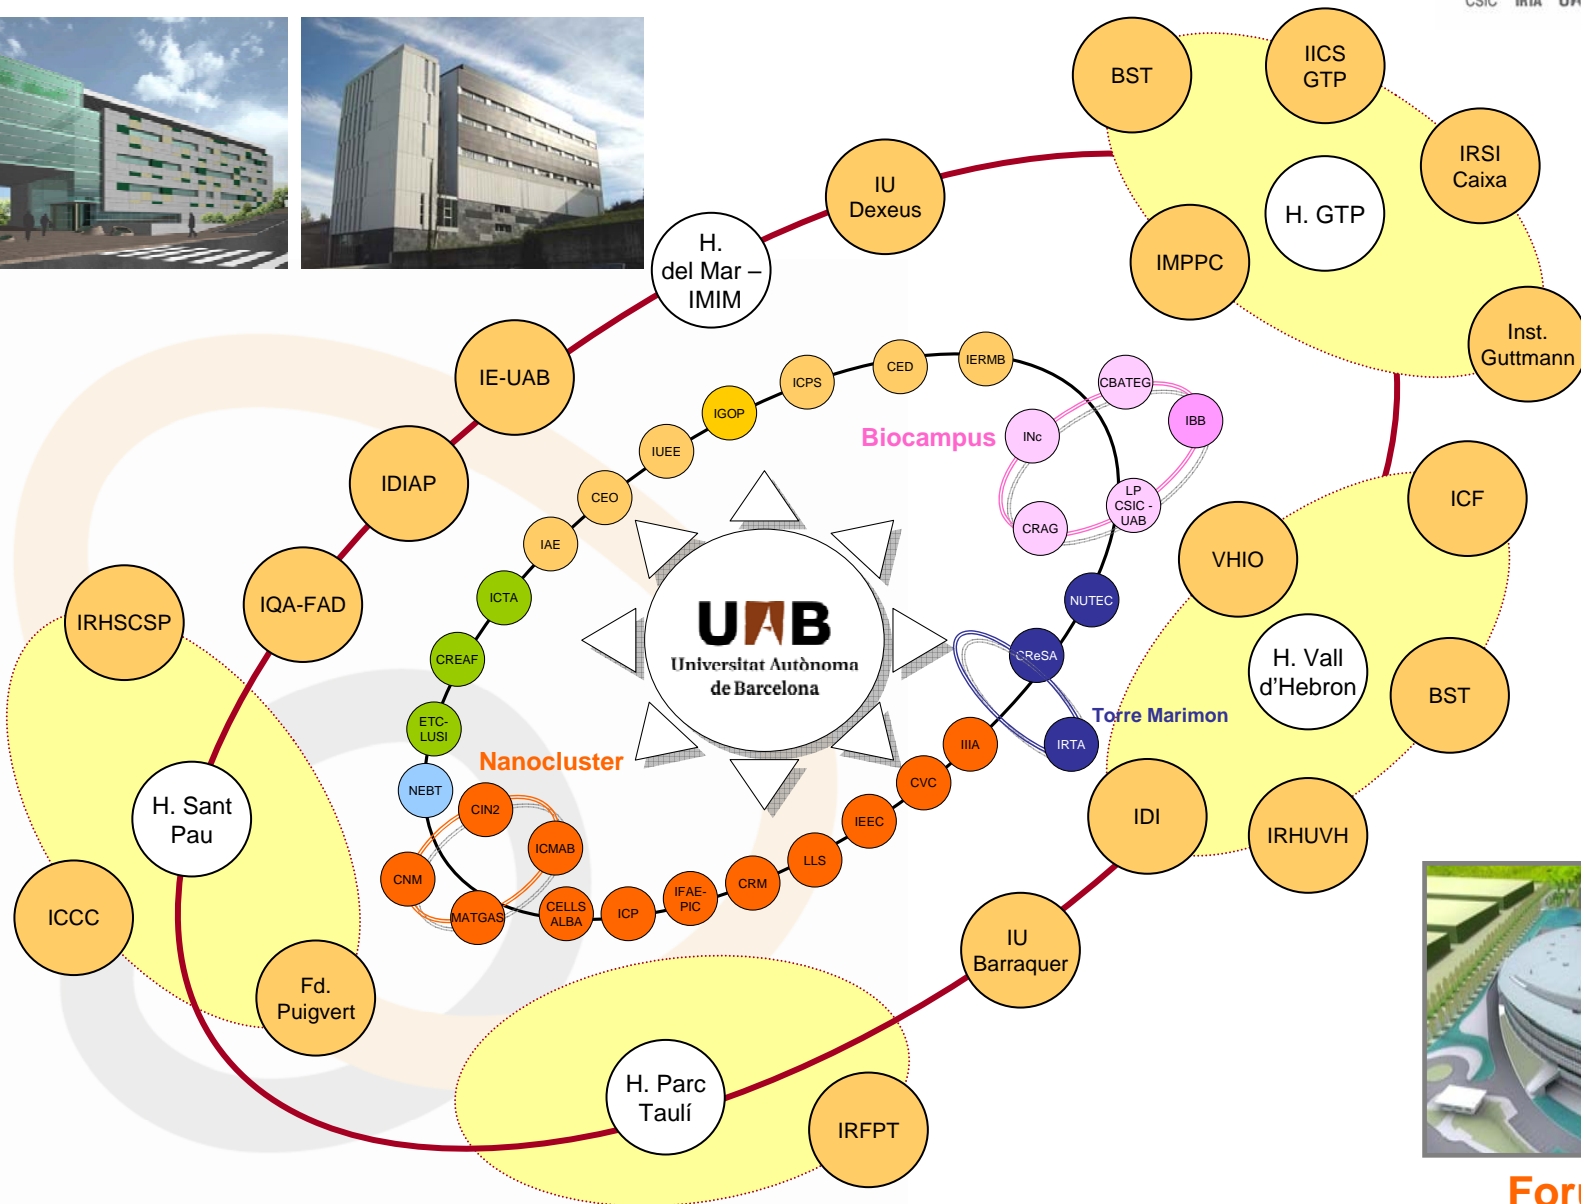 CSIC IRTA
BST
IICS
GTP
IRSI
Caixa
H. GTP
IMPPC
Inst.
Guttmann
IU
Dexeus
H.
del Mar –
IMIM
IE-UAB
IDIAP
IQA-FAD
IRHSCSP
H. Sant
Pau
ICCC
Fd.
Puigvert
IERMB
CED
ICPS
IGOP
IUEE
CEO
IAE
ICTA
CREAF
ETC-
LUSI
NEBT
Biocampus
CBATEG
IBB
INc
LP
CSIC -
UAB
CRAG
NUTEC
CReSA
Torre Marimon
IRTA
UAB
Universitat Autònoma
de Barcelona
Nanocluster
CIN2
ICMAB
CNM
MATGAS
CELLS
ALBA
ICP
IFAE-
PIC
CRM
LLS
IEEC
CVC
IIIA
ICF
VHIO
H. Vall
d'Hebron
BST
IDI
IRHUVH
IU
Barraquer
H. Parc
Taulí
IRFPT